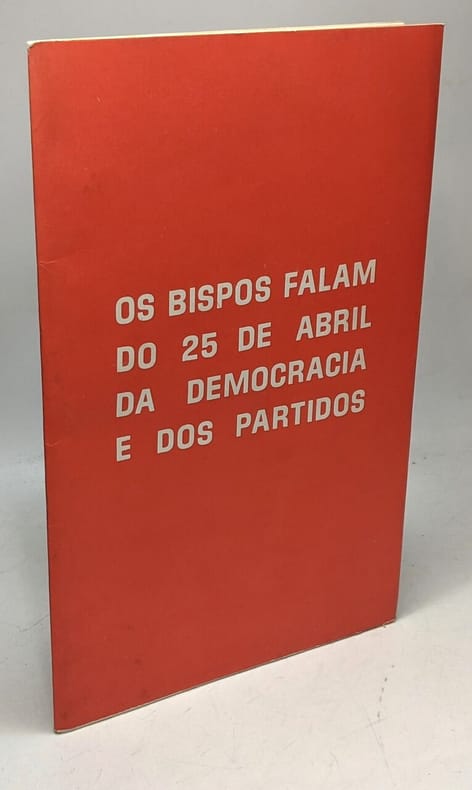 OS BISPOS FALAM
DO 25 DE ABRIL
DA DEMOCRACIA
E DOS PARTIDOS